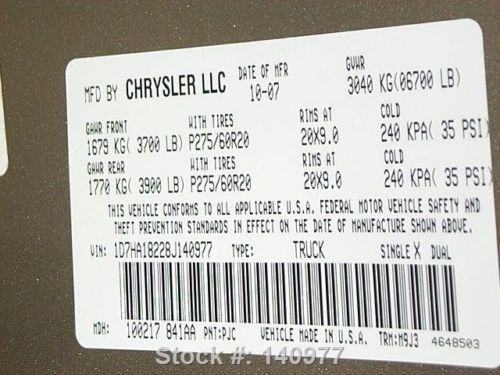 MFD BY CHRYSLER LLC DATE OF MFR 10-07 GVWR 3040 KG(06700 LB)
GAWR FRONT WITH TIRES RIMS AT COLD
1679 KG( 3700 LB) P275/60R20 20X9.0 240 KPA( 35 PSI)
GAWR REAR WITH TIRES RIMS AT COLD
1770 KG( 3900 LB) P275/60R20 20X9.0 240 KPA( 35 PSI)
THIS VEHICLE CONFORMS TO ALL APPLICABLE U.S.A. FEDERAL MOTOR VEHICLE SAFETY AND
THEFT PREVENTION STANDARDS IN EFFECT ON THE DATE OF MANUFACTURE SHOWN ABOVE.
VIN: 1D7HA18228J140977 TYPE: TRUCK SINGLE X DUAL
MDH: 100217 841AA PNT:PJC VEHICLE MADE IN U.S.A. TRM:M9J3 4648503
Stock #: 140977